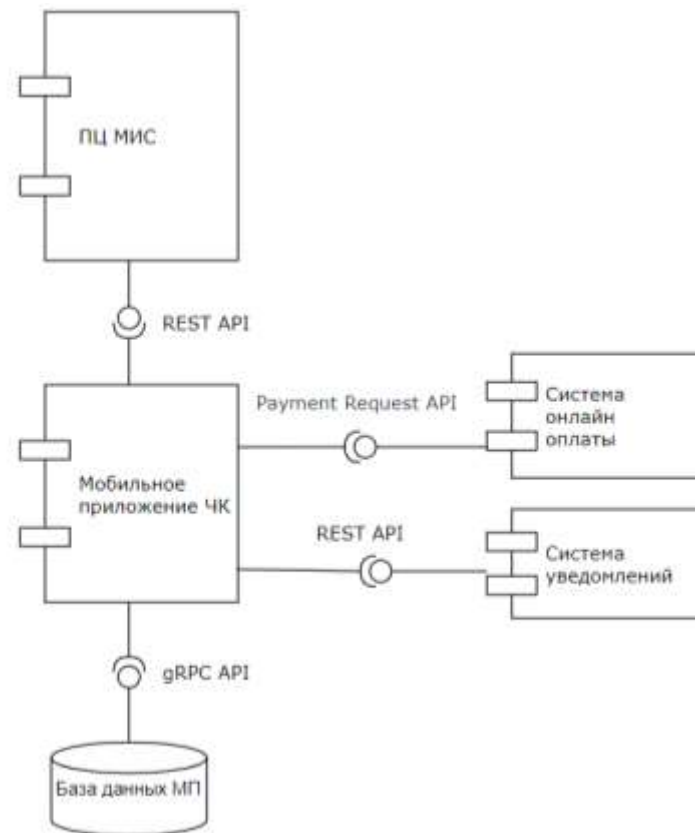 ПЦ МИС
REST API
Payment Request API
Система
онлайн
оплаты
Мобильное
приложение ЧК
REST API
Система
уведомлений
gRPC API
База данных МП